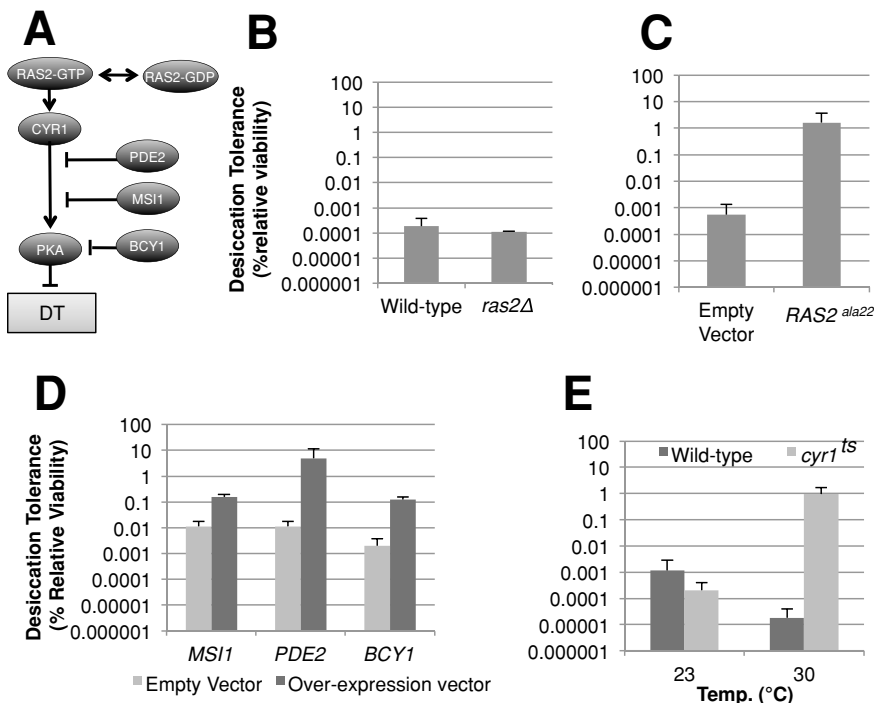 A
RAS2-GTP
RAS2-GDP
CYR1
PDE2
MSI1
PKA
BCY1
DT
B
Desiccation Tolerance
(%relative viability)
100
10
1
0.1
0.01
0.001
0.0001
0.00001
0.000001
Wild-type
ras2Δ
C
100
10
1
0.1
0.01
0.001
0.0001
0.00001
0.000001
Empty
Vector
RAS2 ala22
D
Desiccation Tolerance
(% Relative Viability)
100
10
1
0.1
0.01
0.001
0.0001
0.00001
0.000001
MSI1
PDE2
BCY1
Empty Vector
Over-expression vector
E
100
10
1
0.1
0.01
0.001
0.0001
0.00001
0.000001
Wild-type
cyr1 ts
23
30
Temp. (°C)